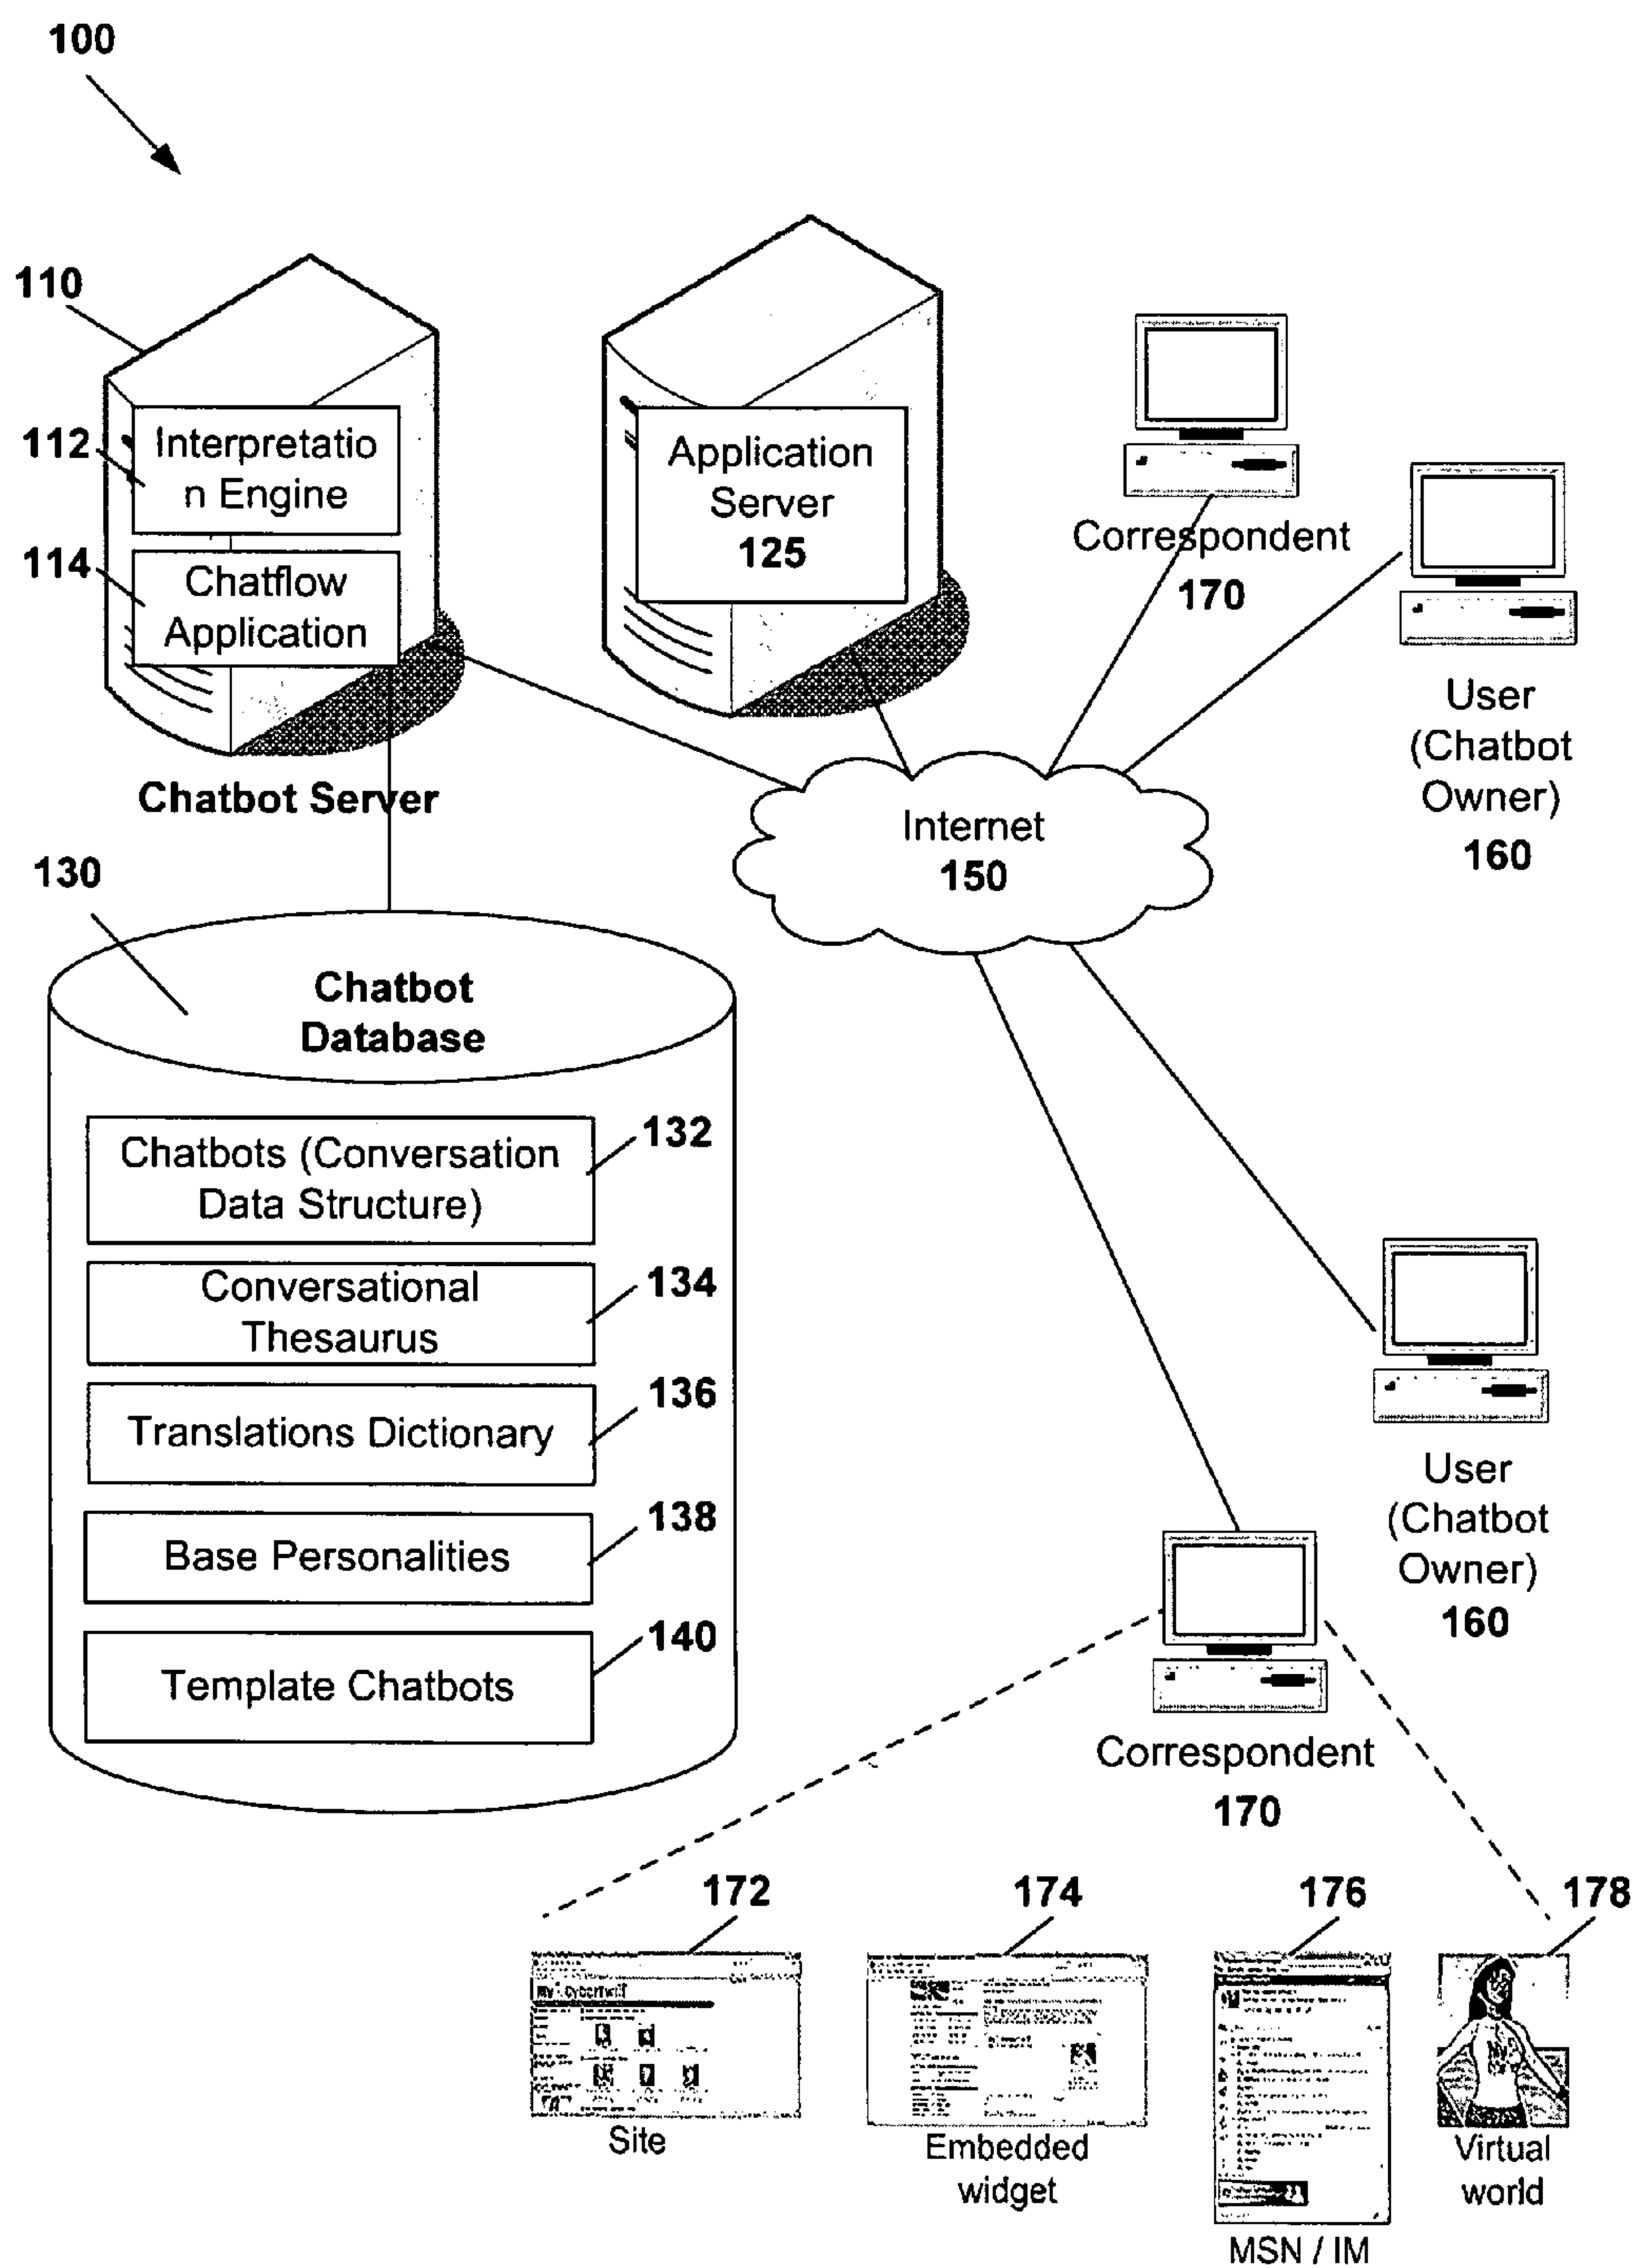 100
110
112
Interpretatio
n Engine
114
Chatflow
Application
Chatbot Server
Application
Server
125
Correspondent
170
User
(Chatbot
Owner)
160
Internet
150
130
Chatbot
Database
Chatbots (Conversation
Data Structure)
132
Conversational
Thesaurus
134
Translations Dictionary
136
Base Personalities
138
Template Chatbots
140
User
(Chatbot
Owner)
160
Correspondent
170
172
174
176
178
Site
Embedded
widget
MSN / IM
Virtual
world